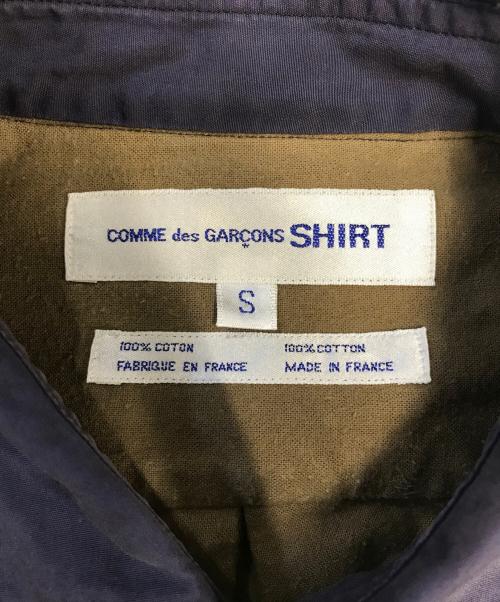 COMME des GARÇONS SHIRT
S
100% COTON 100% COTTON
FABRIQUE EN FRANCE MADE IN FRANCE